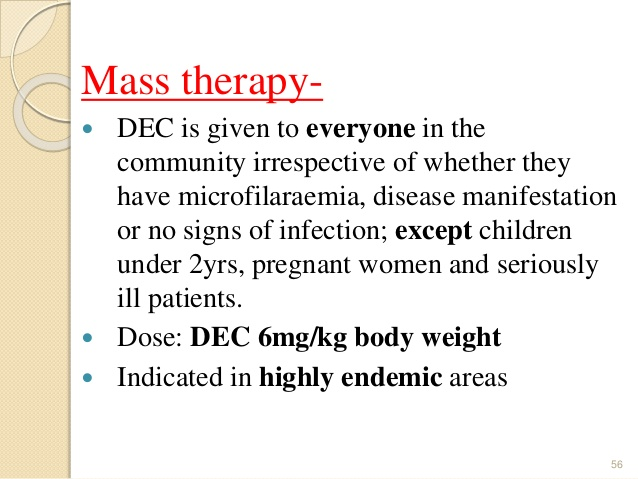 Mass therapy-
• DEC is given to everyone in the
community irrespective of whether they
have microfilaraemia, disease manifestation
or no signs of infection; except children
under 2yrs, pregnant women and seriously
ill patients.
• Dose: DEC 6mg/kg body weight
• Indicated in highly endemic areas
56